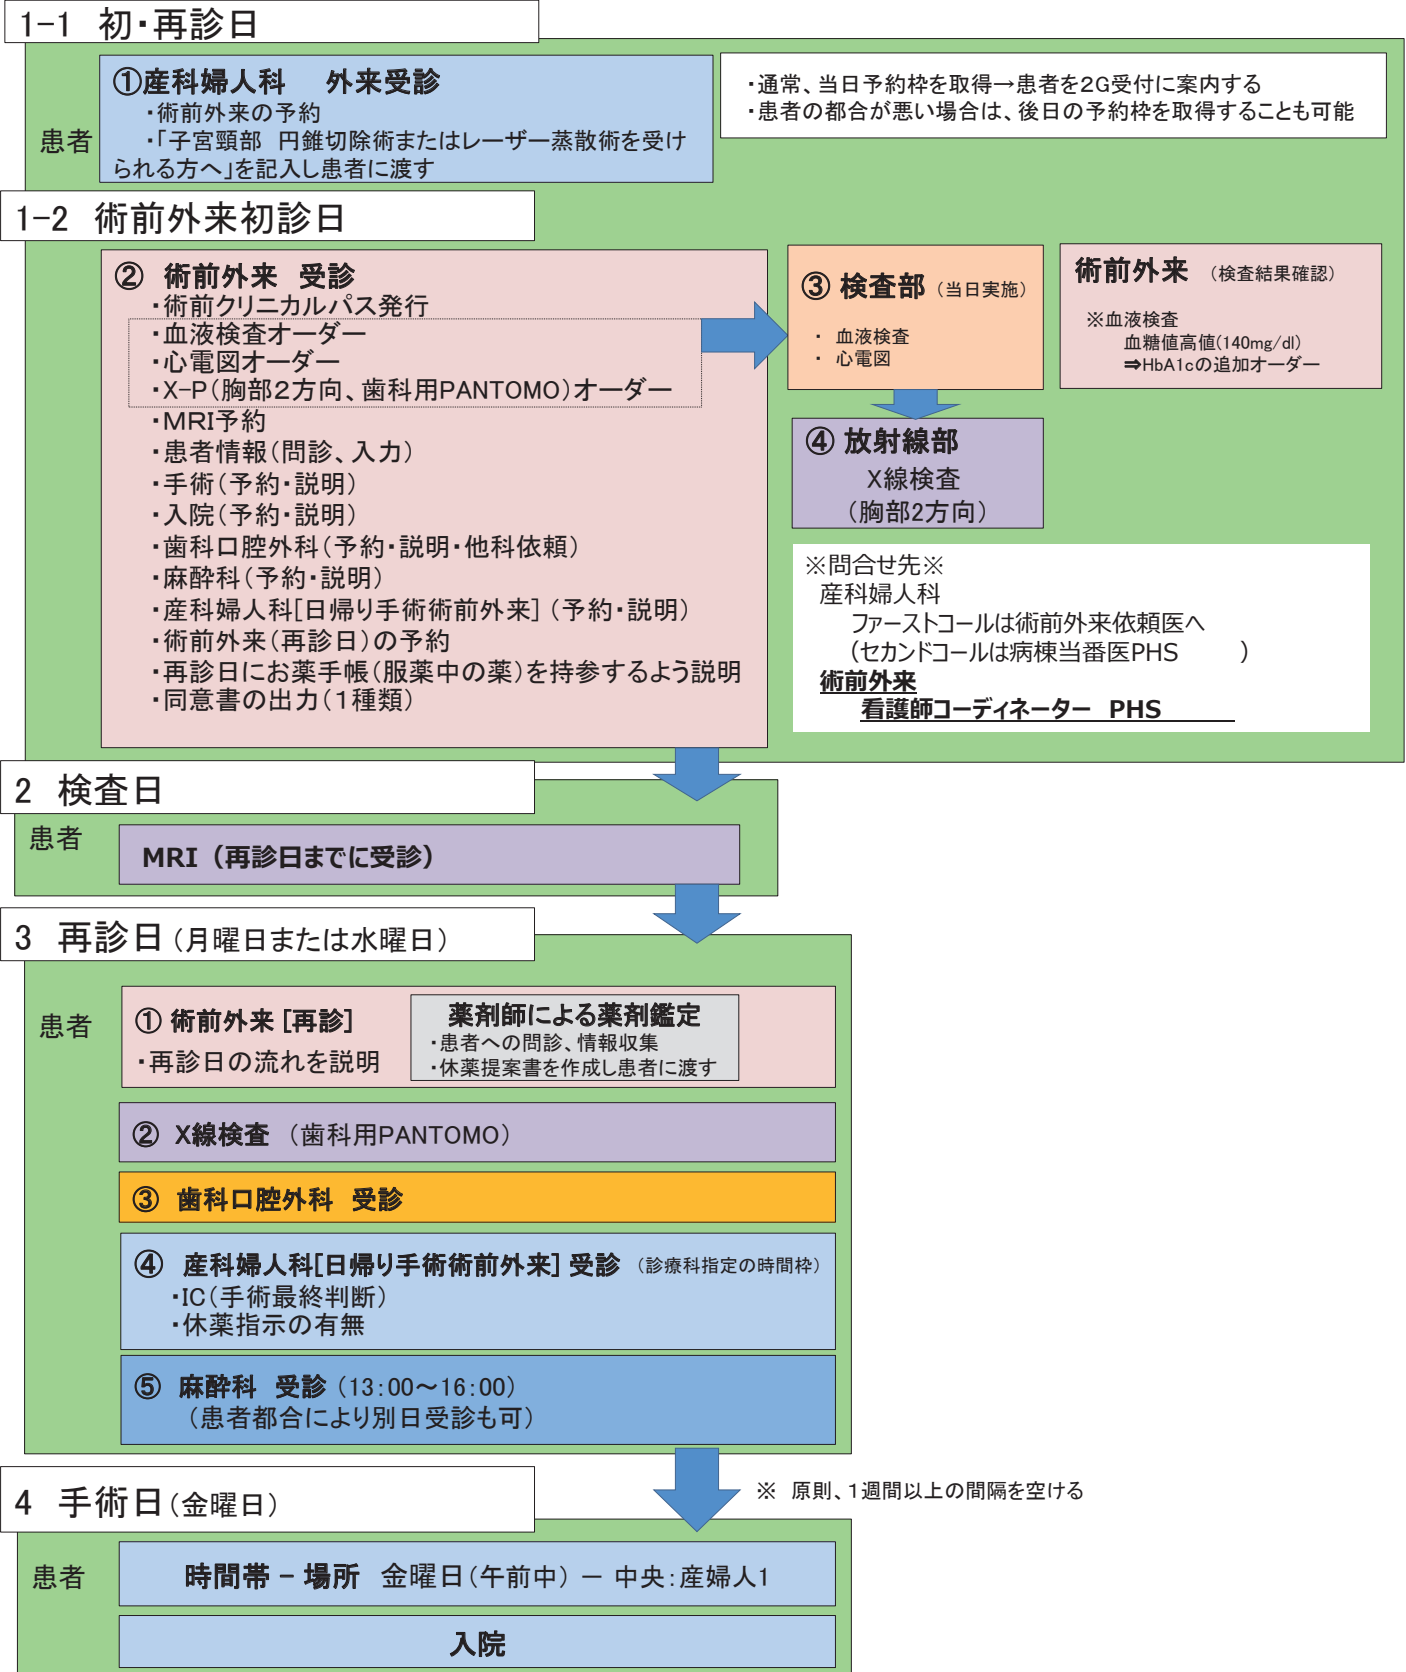 1-1 初・再診日
患者
①産科婦人科　外来受診
・術前外来の予約
・「子宮頸部　円錐切除術またはレーザー蒸散術を受け
られる方へ」を記入し患者に渡す
・通常、当日予約枠を取得→患者を2G受付に案内する
・患者の都合が悪い場合は、後日の予約枠を取得することも可能
1-2 術前外来初診日
② 術前外来　受診
・術前クリニカルパス発行
・血液検査オーダー
・心電図オーダー
・X-P(胸部2方向、歯科用PANTOMO)オーダー
・MRI予約
・患者情報(問診、入力)
・手術(予約・説明)
・入院(予約・説明)
・歯科口腔外科(予約・説明・他科依頼)
・麻酔科(予約・説明)
・産科婦人科[日帰り手術術前外来] (予約・説明)
・術前外来(再診日)の予約
・再診日にお薬手帳(服薬中の薬)を持参するよう説明
・同意書の出力(1種類)
③ 検査部 (当日実施)
・ 血液検査
・ 心電図
術前外来 (検査結果確認)
※血液検査
血糖値高値(140mg/dl)
⇒HbA1cの追加オーダー
④ 放射線部
X線検査
(胸部2方向)
※問合せ先※
産科婦人科
ファーストコールは術前外来依頼医へ
(セカンドコールは病棟当番医PHS　　)
術前外来
看護師コーディネーター　PHS
2 検査日
患者
MRI (再診日までに受診)
3 再診日 (月曜日または水曜日)
患者
① 術前外来 [再診]
・再診日の流れを説明
薬剤師による薬剤鑑定
・患者への問診、情報収集
・休薬提案書を作成し患者に渡す
② X線検査 (歯科用PANTOMO)
③ 歯科口腔外科　受診
④ 産科婦人科[日帰り手術術前外来] 受診 (診療科指定の時間枠)
・IC(手術最終判断)
・休薬指示の有無
⑤ 麻酔科　受診 (13:00～16:00)
(患者都合により別日受診も可)
※ 原則、1週間以上の間隔を空ける
4 手術日 (金曜日)
患者
時間帯 － 場所　金曜日(午前中) － 中央:産婦人1
入院